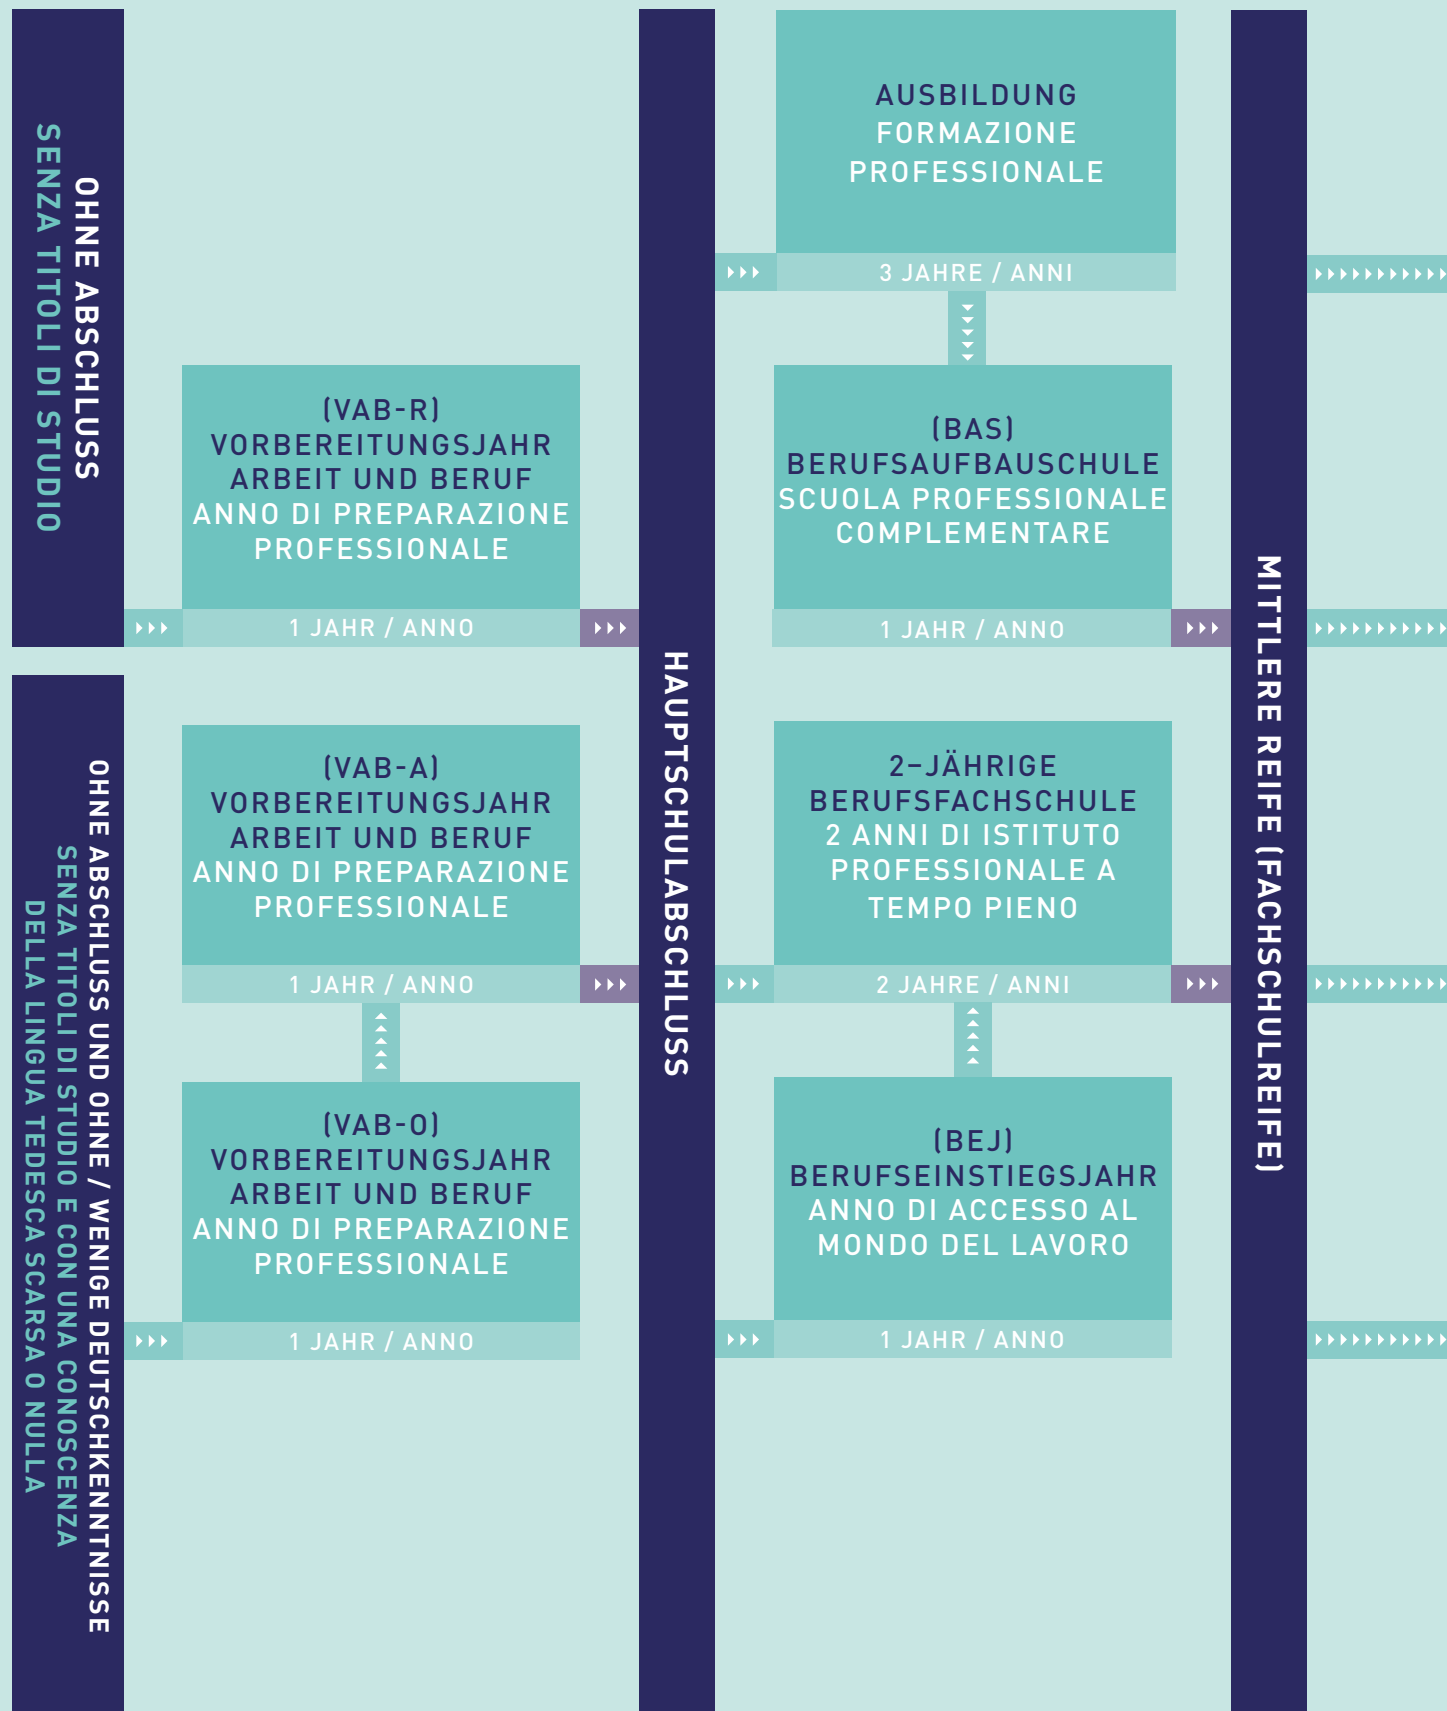 OHNE ABSCHLUSS
SENZA TITOLI DI STUDIO
OHNE ABSCHLUSS UND OHNE / WENIGE DEUTSCHKENNTNISSE
SENZA TITOLI DI STUDIO E CON UNA CONOSCENZA
DELLA LINGUA TEDESCA SCARSA O NULLA
(VAB-R)
VORBEREITUNGSJAHR
ARBEIT UND BERUF
ANNO DI PREPARAZIONE
PROFESSIONALE
1 JAHR / ANNO
(VAB-A)
VORBEREITUNGSJAHR
ARBEIT UND BERUF
ANNO DI PREPARAZIONE
PROFESSIONALE
1 JAHR / ANNO
(VAB-O)
VORBEREITUNGSJAHR
ARBEIT UND BERUF
ANNO DI PREPARAZIONE
PROFESSIONALE
1 JAHR / ANNO
HAUPTSCHULABSCHLUSS
AUSBILDUNG
FORMAZIONE
PROFESSIONALE
3 JAHRE / ANNI
(BAS)
BERUFSAUFBAUSCHULE
SCUOLA PROFESSIONALE
COMPLEMENTARE
1 JAHR / ANNO
2–JÄHRIGE
BERUFSFACHSCHULE
2 ANNI DI ISTITUTO
PROFESSIONALE A
TEMPO PIENO
2 JAHRE / ANNI
(BEJ)
BERUFSEINSTIEGSJAHR
ANNO DI ACCESSO AL
MONDO DEL LAVORO
1 JAHR / ANNO
MITTLERE REIFE (FACHSCHULREIFE)